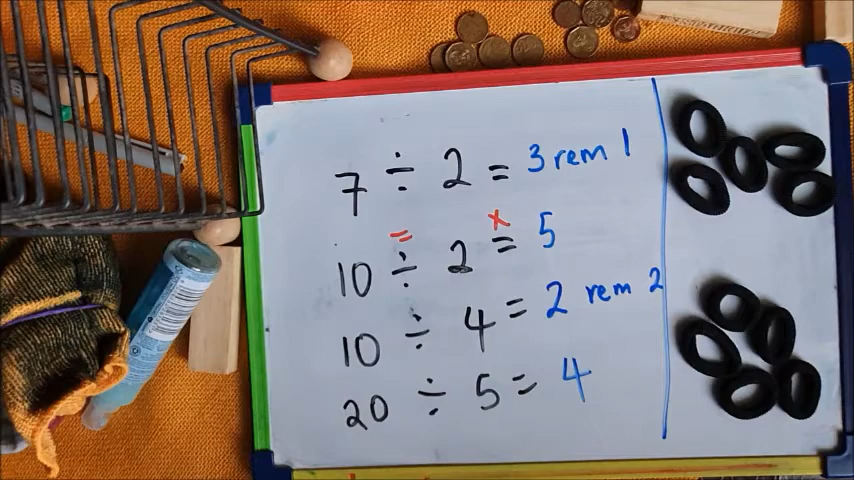 7 ÷ 2 = 3 rem 1
= ×
10 ÷ 2 = 5
10 ÷ 4 = 2 rem 2
20 ÷ 5 = 4